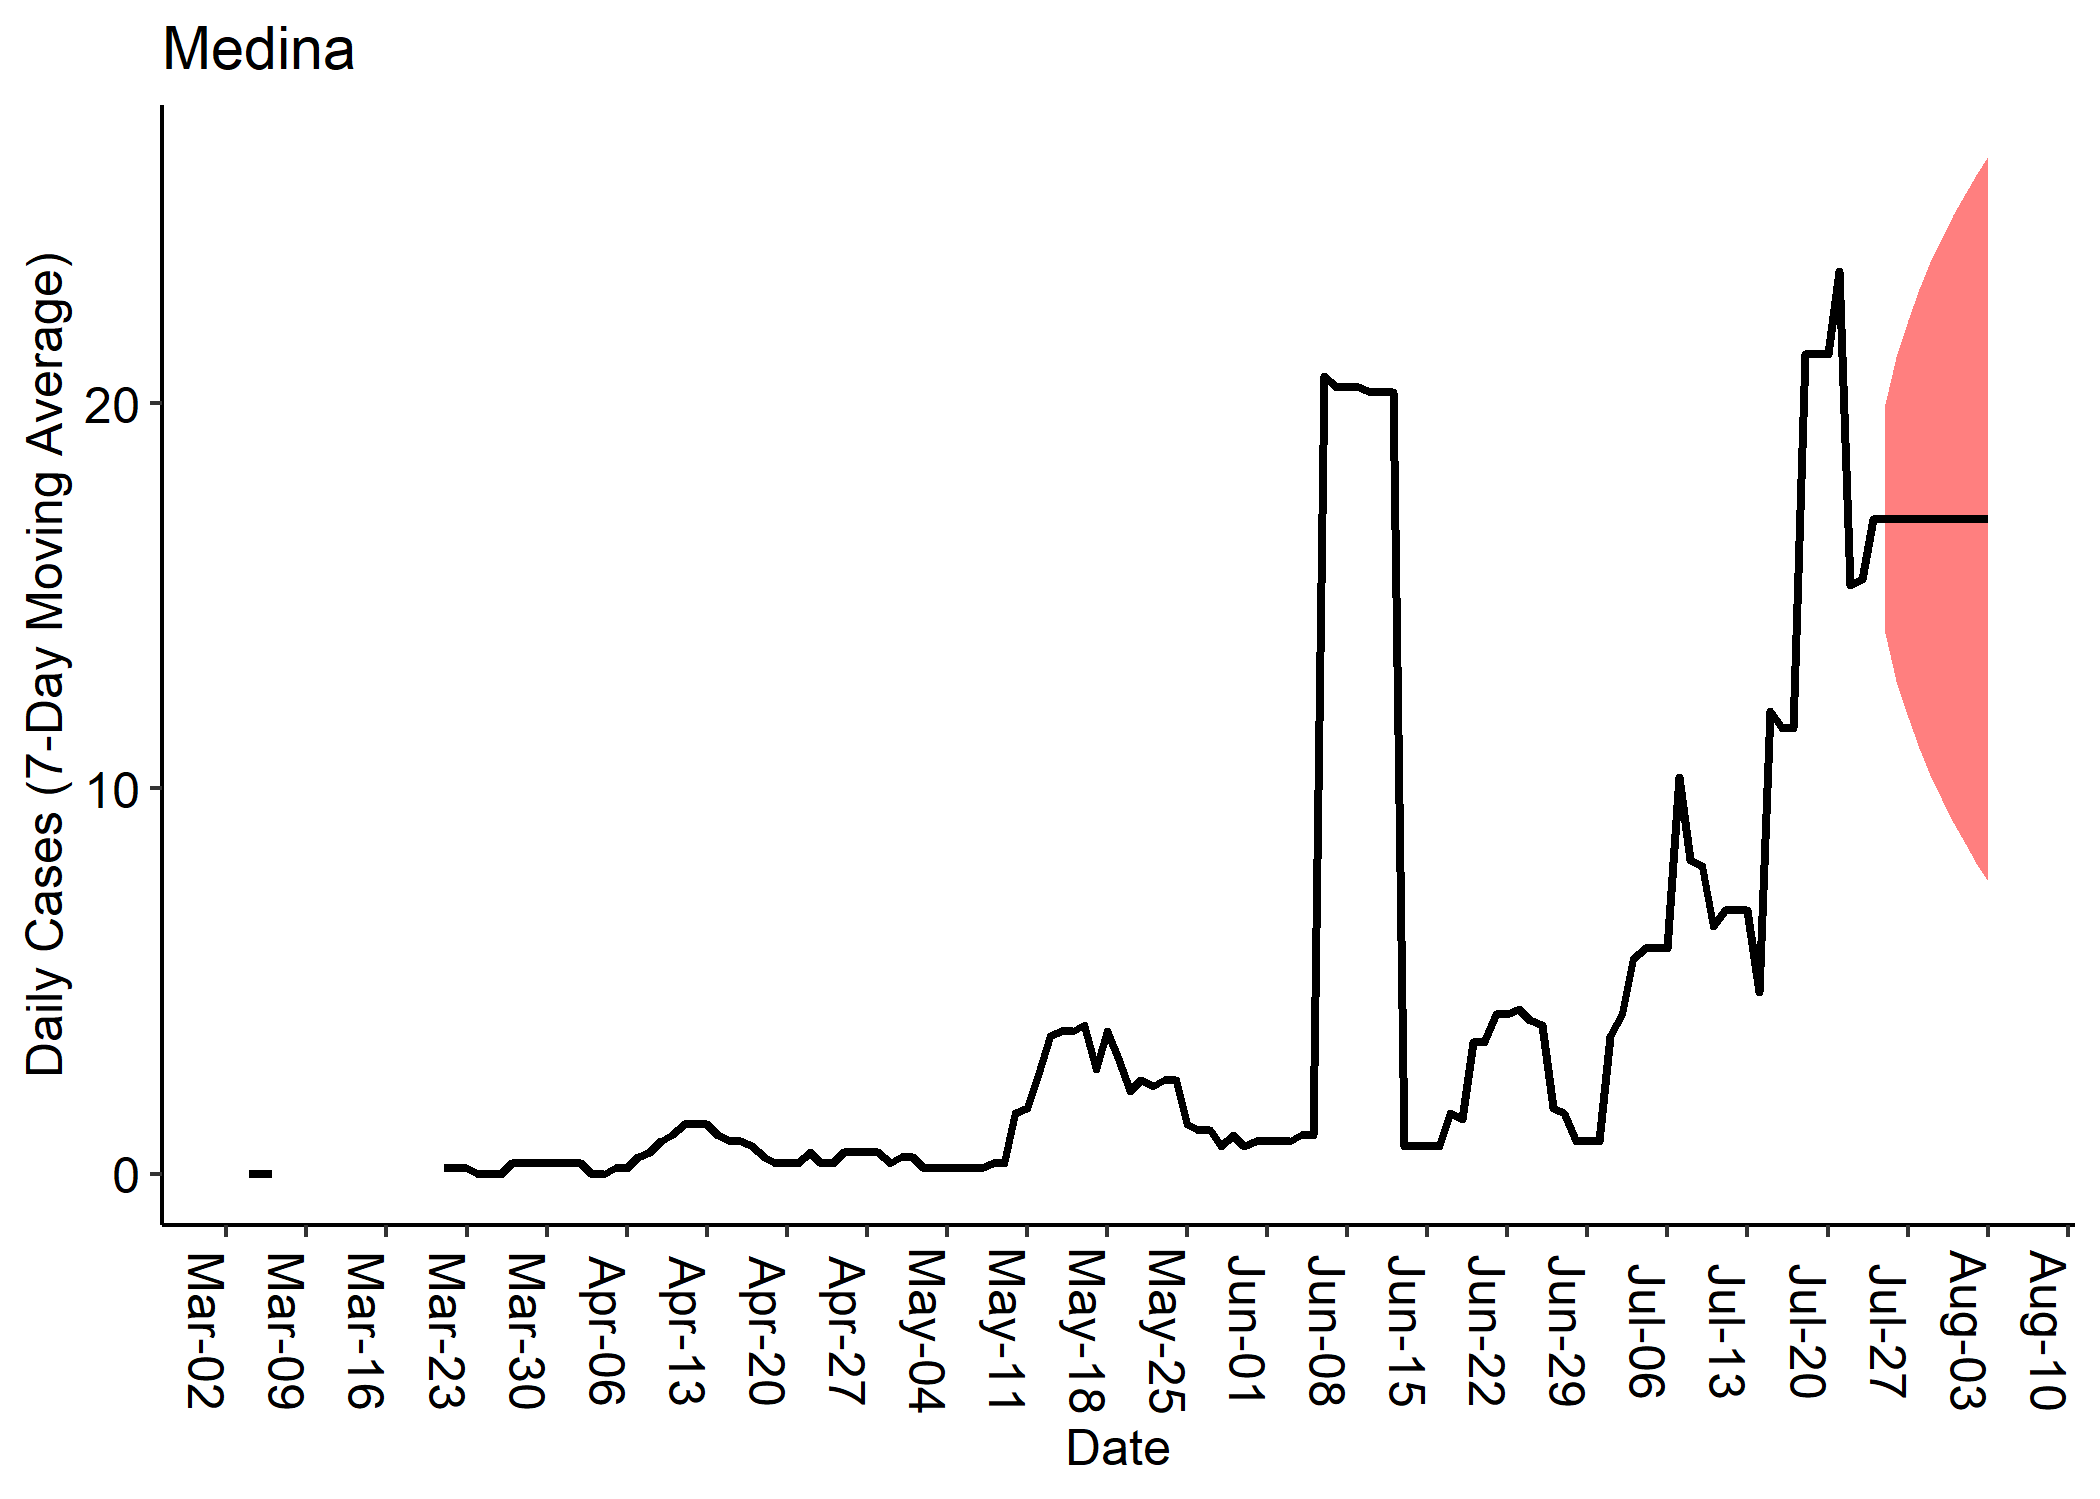 Medina
Daily Cases (7-Day Moving Average)
20
10
0
Mar-02
Mar-09
Mar-16
Mar-23
Mar-30
Apr-06
Apr-13
Apr-20
Apr-27
May-04
May-11
May-18
May-25
Jun-01
Jun-08
Jun-15
Jun-22
Jun-29
Jul-06
Jul-13
Jul-20
Jul-27
Aug-03
Aug-10
Date